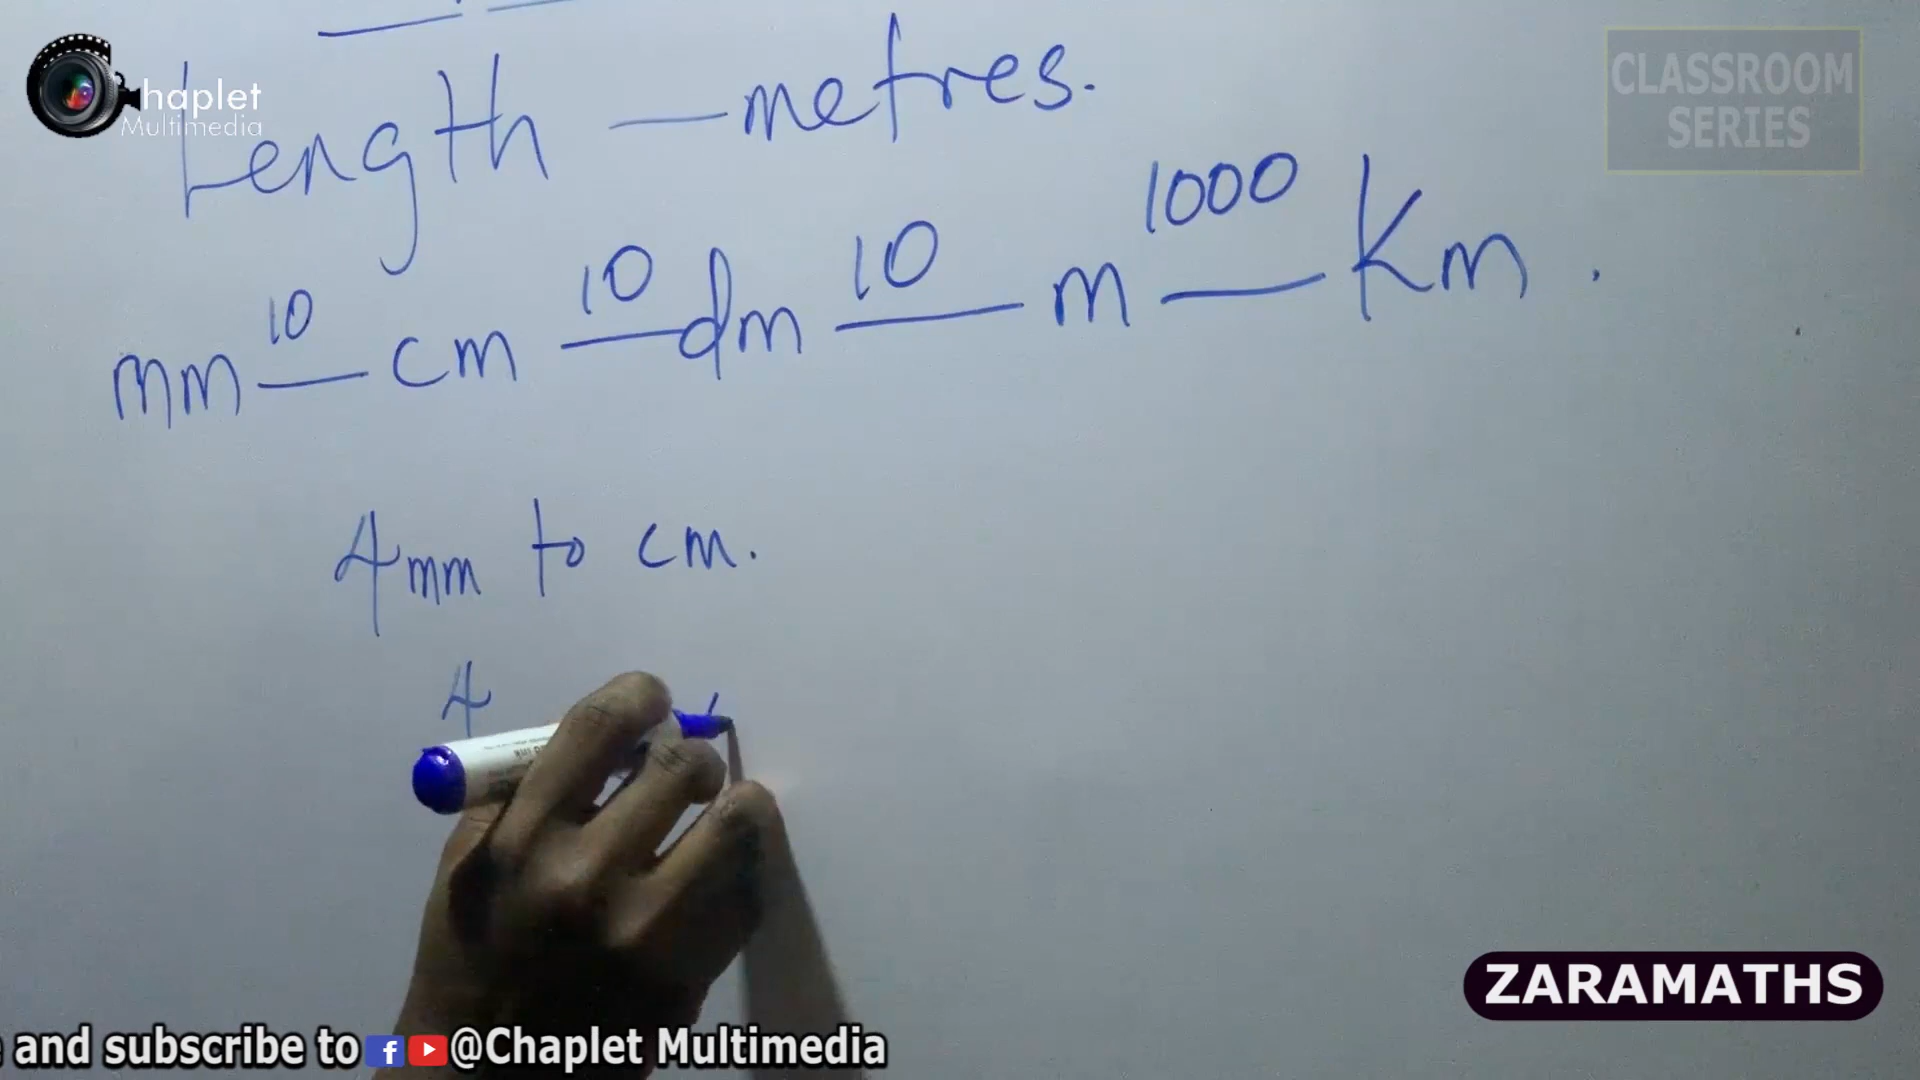 Chaplet
Multimedia
CLASSROOM
SERIES
Length — metres.
mm 10 — cm 10 — dm 10 — m 1000 — Km.
4mm to cm.
4
ZARAMATHS
and subscribe to f @Chaplet Multimedia